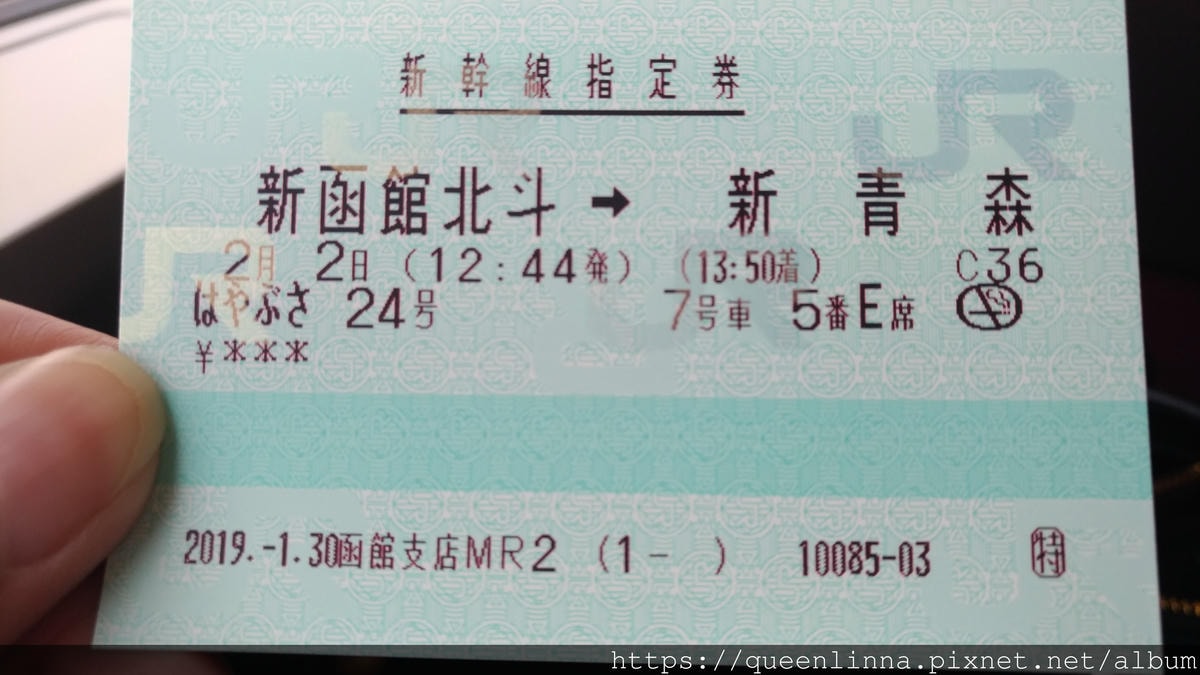 新幹線指定券
新函館北斗 ➡ 新青森
2月 2日 (12:44発) (13:50着) C36
はやぶさ 24号 7号車 5番E席
¥***
2019.-1.30函館支店MR2 (1- ) 10085-03 特
https://queenlinna.pixnet.net/album